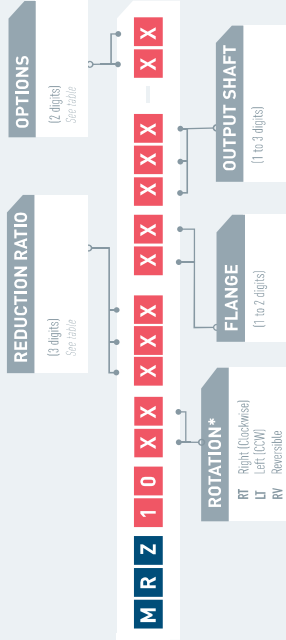 OPTIONS
(2 digits)
See table
REDUCTION RATIO
(3 digits)
See table
M R Z 1 0 X X X X X X X X X X – X X
ROTATION*
RT Right (Clockwise)
LT Left (CCW)
RV Reversible
FLANGE
(1 to 2 digits)
OUTPUT SHAFT
(1 to 3 digits)